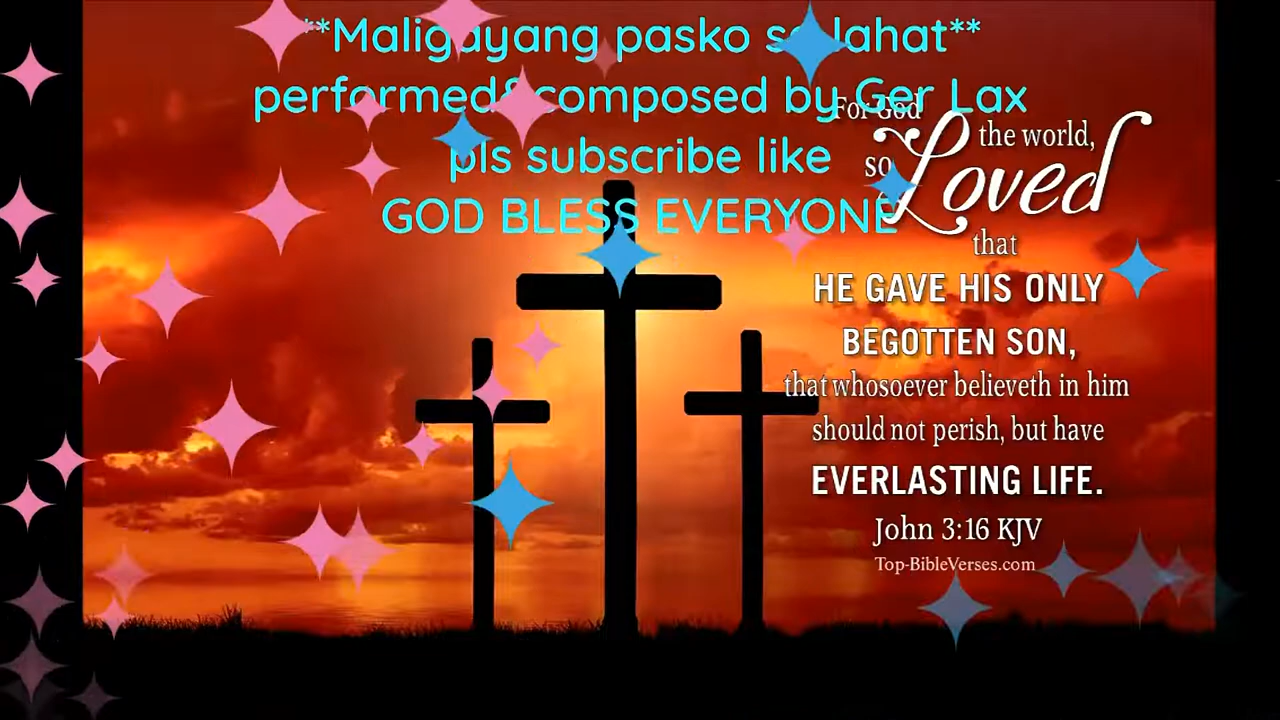 **Maligayang pasko sa lahat**
performed&composed by Ger Lax
pls subscribe like
GOD BLESS EVERYONE
For God
so Loved the world,
that
HE GAVE HIS ONLY
BEGOTTEN SON,
that whosoever believeth in him
should not perish, but have
EVERLASTING LIFE.
John 3:16 KJV
Top-BibleVerses.com